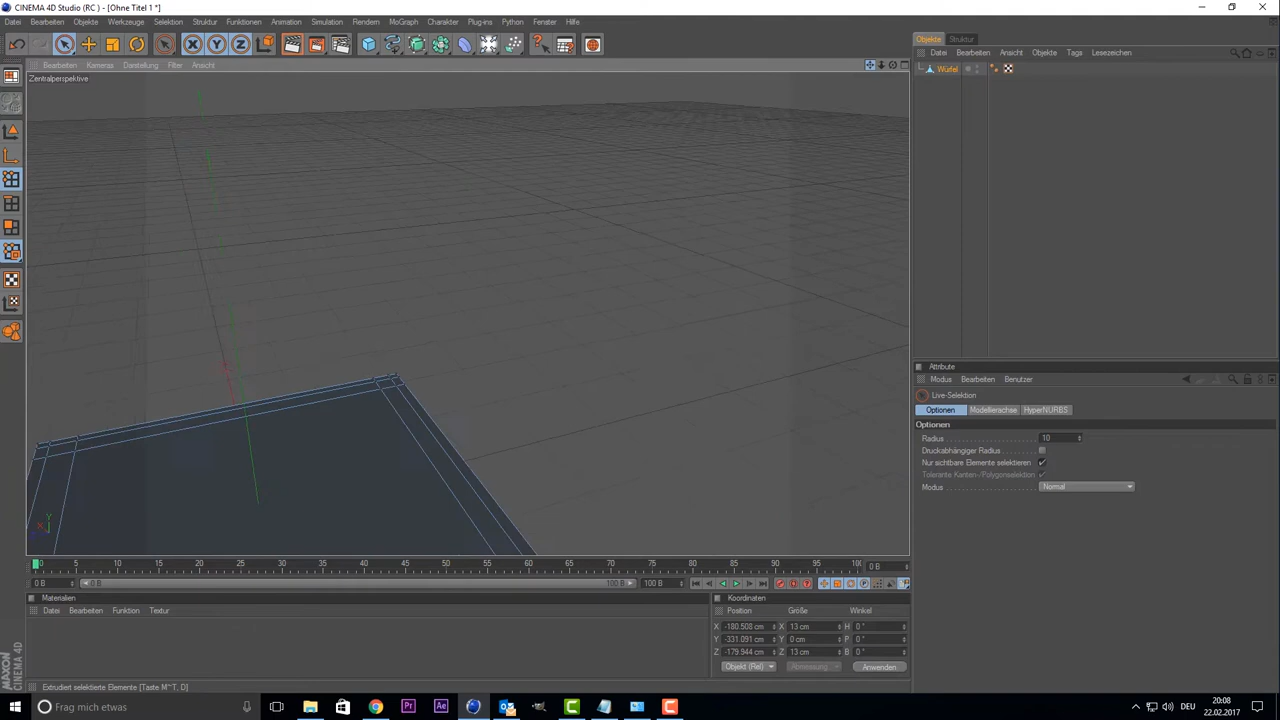 CINEMA 4D Studio (RC ) - [Ohne Titel 1 *]
Datei Bearbeiten Objekte Werkzeuge Selektion Struktur Funktionen Animation Simulation Rendern MoGraph Charakter Plug-ins Python Fenster Hilfe
Objekte Struktur
Datei Bearbeiten Ansicht Objekte Tags Lesezeichen
Bearbeiten Kameras Darstellung Filter Ansicht
Würfel
Zentralperspektive
Attribute
Modus Bearbeiten Benutzer
Live-Selektion
Optionen Modellierachse HyperNURBS
Optionen
Radius 10
Druckabhängiger Radius
Nur sichtbare Elemente selektieren
Tolerante Kanten-/Polygonselektion
Modus Normal
X Y Z
0 5 10 15 20 25 30 35 40 45 50 55 60 65 70 75 80 85 90 95 100 0 B
0 B 0 B 100 B 100 B
Materialien
Datei Bearbeiten Funktion Textur
Koordinaten
Position Größe Winkel
X -180.508 cm X 13 cm H 0 °
Y -331.091 cm Y 0 cm P 0 °
Z -179.944 cm Z 13 cm B 0 °
Objekt (Rel) Abmessung Anwenden
MAXON CINEMA 4D
Extrudiert selektierte Elemente [Taste M~T, D]
Frag mich etwas
Pr Ae
DEU
20:08
22.02.2017